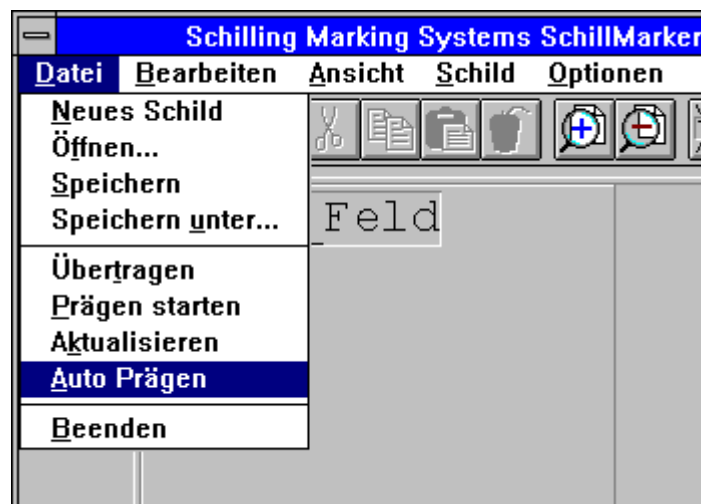 Schilling Marking Systems SchillMarker
Datei Bearbeiten Ansicht Schild Optionen
Neues Schild
Öffnen...
Speichern
Speichern unter...
_Feld
Übertragen
Prägen starten
Aktualisieren
Auto Prägen
Beenden